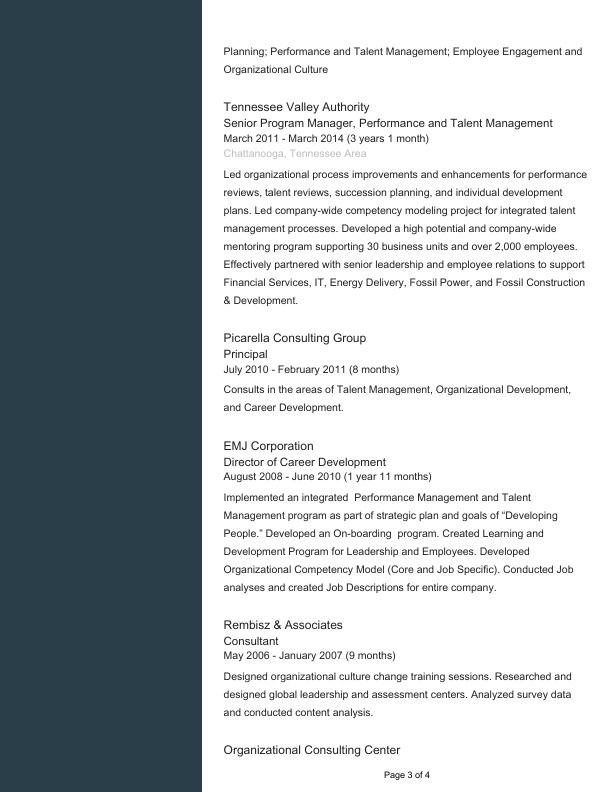 Planning; Performance and Talent Management; Employee Engagement and
Organizational Culture
Tennessee Valley Authority
Senior Program Manager, Performance and Talent Management
March 2011 - March 2014 (3 years 1 month)
Chattanooga, Tennessee Area
Led organizational process improvements and enhancements for performance
reviews, talent reviews, succession planning, and individual development
plans. Led company-wide competency modeling project for integrated talent
management processes. Developed a high potential and company-wide
mentoring program supporting 30 business units and over 2,000 employees.
Effectively partnered with senior leadership and employee relations to support
Financial Services, IT, Energy Delivery, Fossil Power, and Fossil Construction
& Development.
Picarella Consulting Group
Principal
July 2010 - February 2011 (8 months)
Consults in the areas of Talent Management, Organizational Development,
and Career Development.
EMJ Corporation
Director of Career Development
August 2008 - June 2010 (1 year 11 months)
Implemented an integrated  Performance Management and Talent
Management program as part of strategic plan and goals of “Developing
People.” Developed an On-boarding  program. Created Learning and
Development Program for Leadership and Employees. Developed
Organizational Competency Model (Core and Job Specific). Conducted Job
analyses and created Job Descriptions for entire company.
Rembisz & Associates
Consultant
May 2006 - January 2007 (9 months)
Designed organizational culture change training sessions. Researched and
designed global leadership and assessment centers. Analyzed survey data
and conducted content analysis.
Organizational Consulting Center
Page 3 of 4